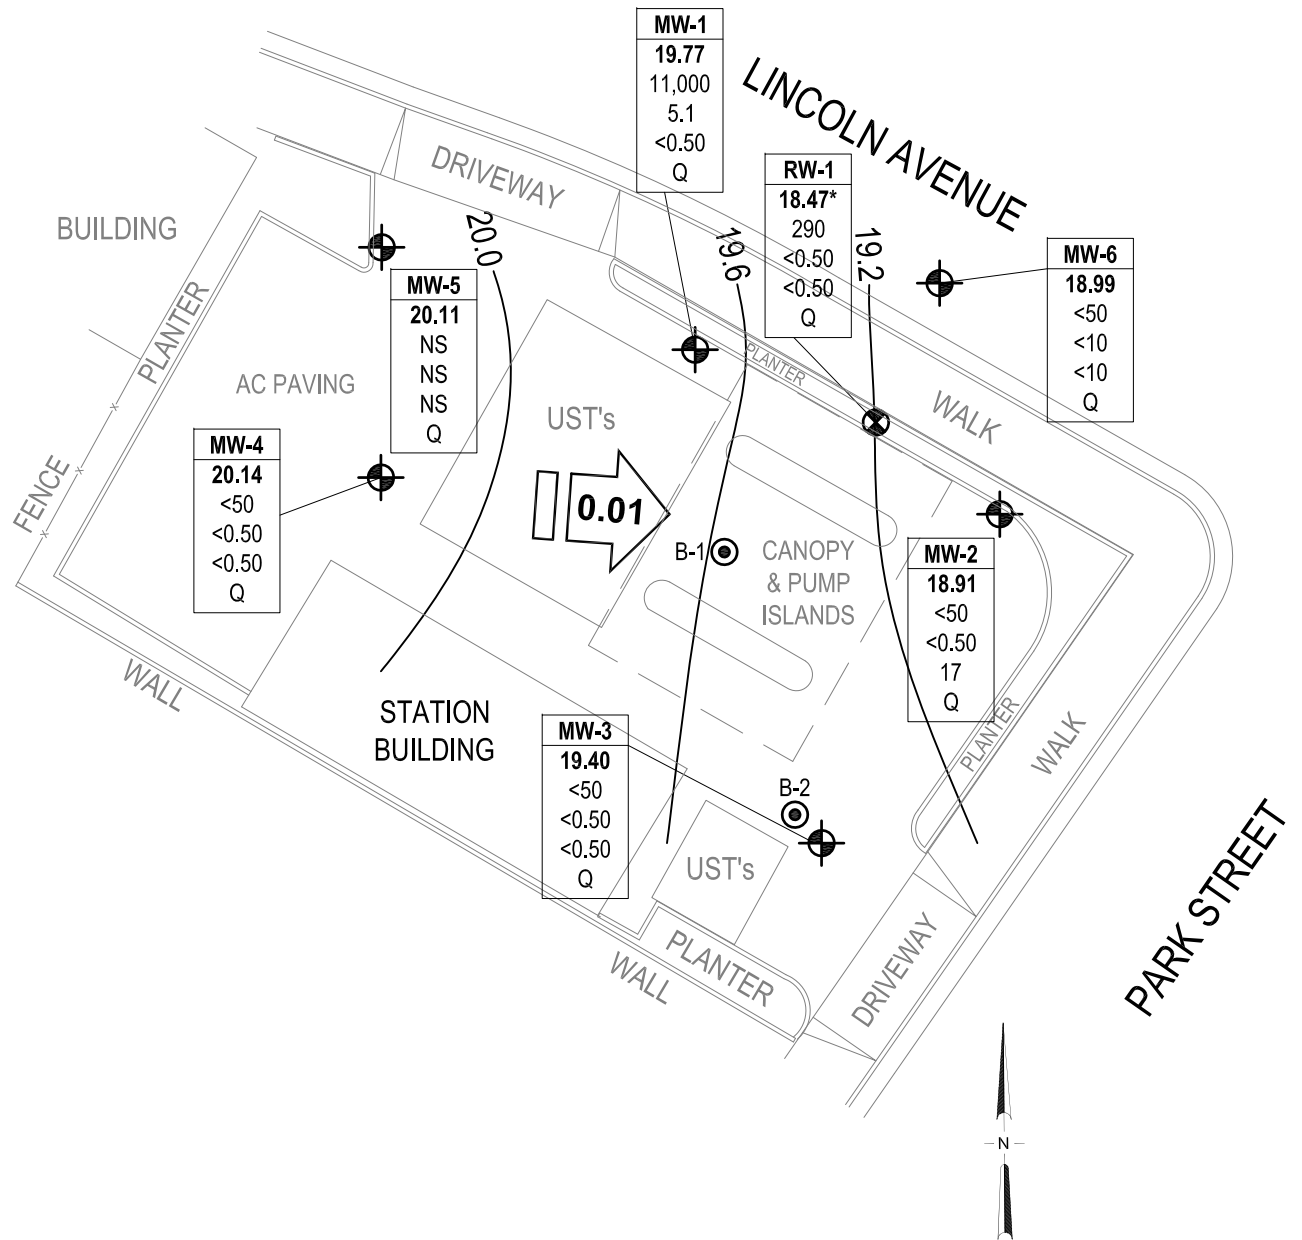 MW-1
19.77
11,000
5.1
<0.50
Q
LINCOLN AVENUE
RW-1
18.47*
290
<0.50
<0.50
Q
DRIVEWAY
BUILDING
20.0
19.6
19.2
MW-6
18.99
<50
<10
<10
Q
MW-5
20.11
NS
NS
NS
Q
PLANTER
PLANTER
AC PAVING
UST's
WALK
MW-4
20.14
<50
<0.50
<0.50
Q
FENCE
0.01
B-1
CANOPY
& PUMP
ISLANDS
MW-2
18.91
<50
<0.50
17
Q
WALL
STATION
BUILDING
MW-3
19.40
<50
<0.50
<0.50
Q
PLANTER
WALK
B-2
UST's
PARK STREET
PLANTER
WALL
DRIVEWAY
N